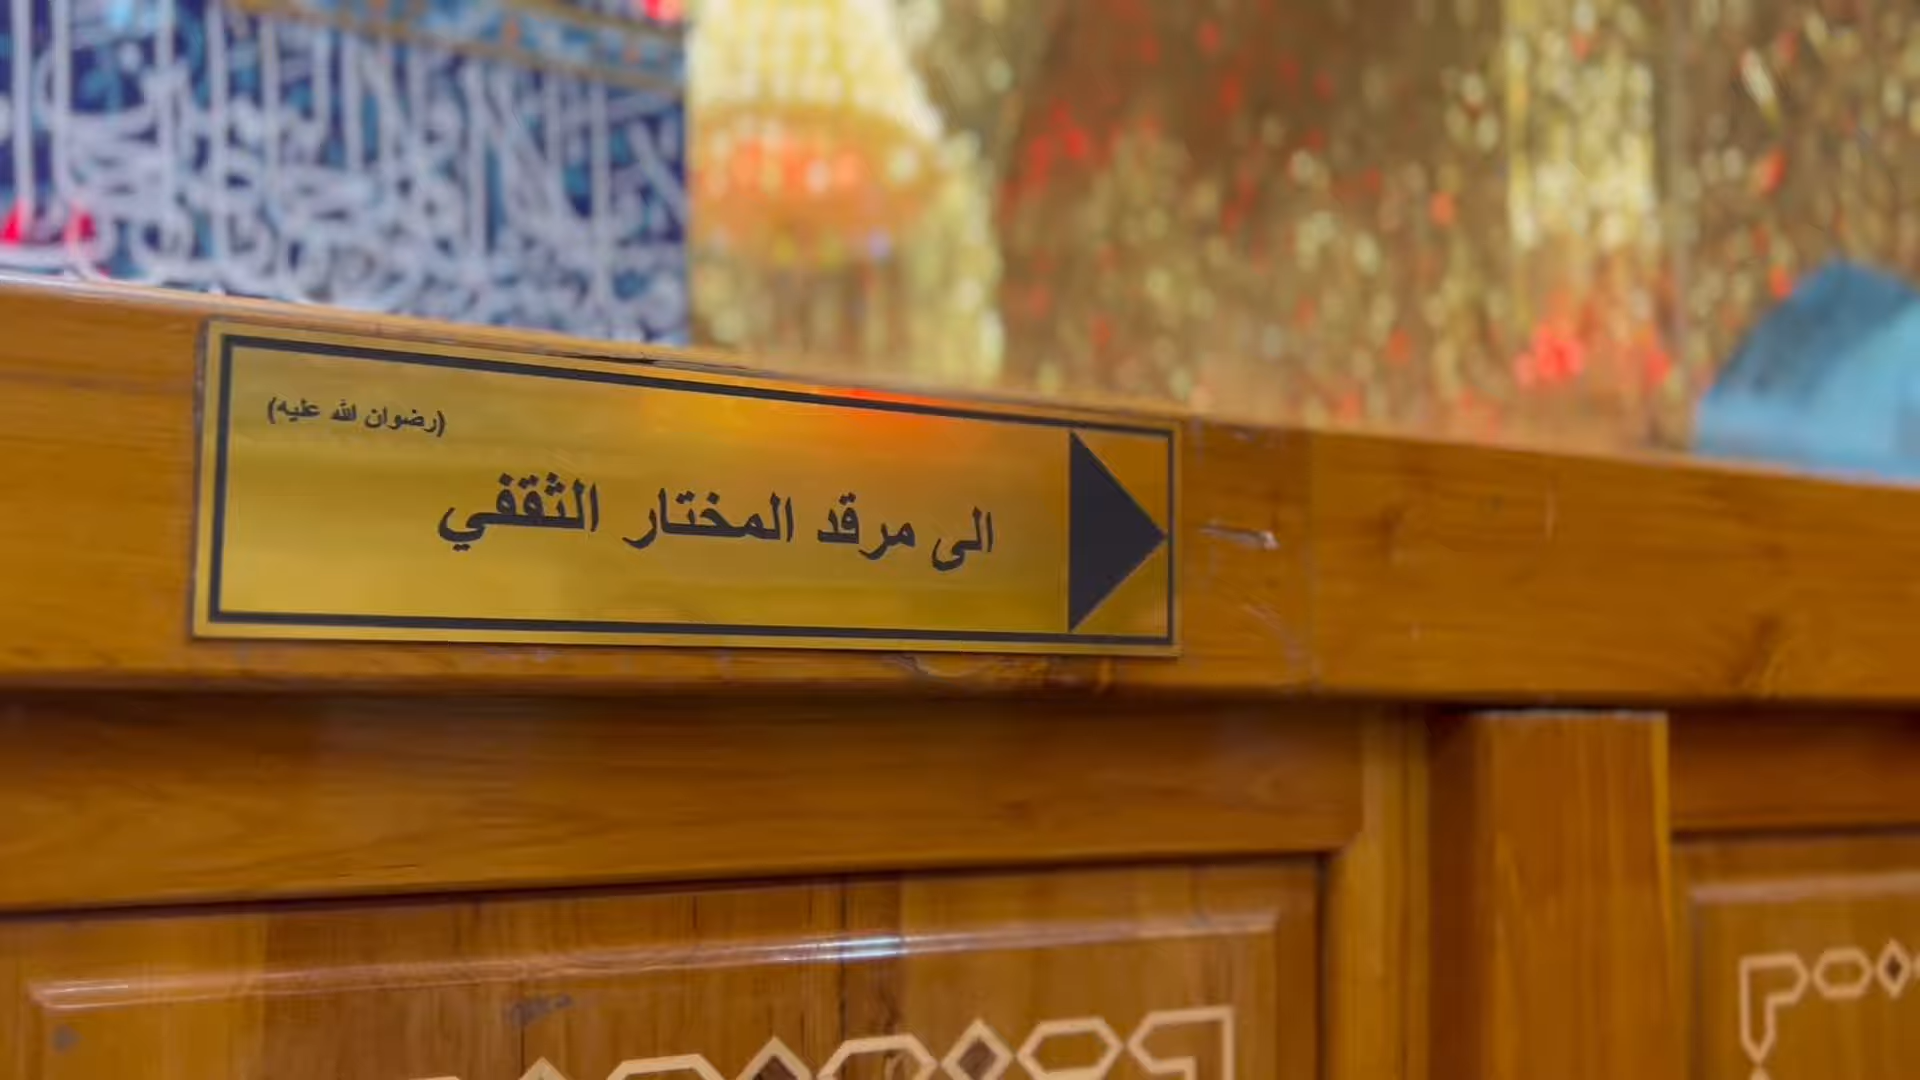 (رضوان الله عليه)
الى مرقد المختار الثقفي